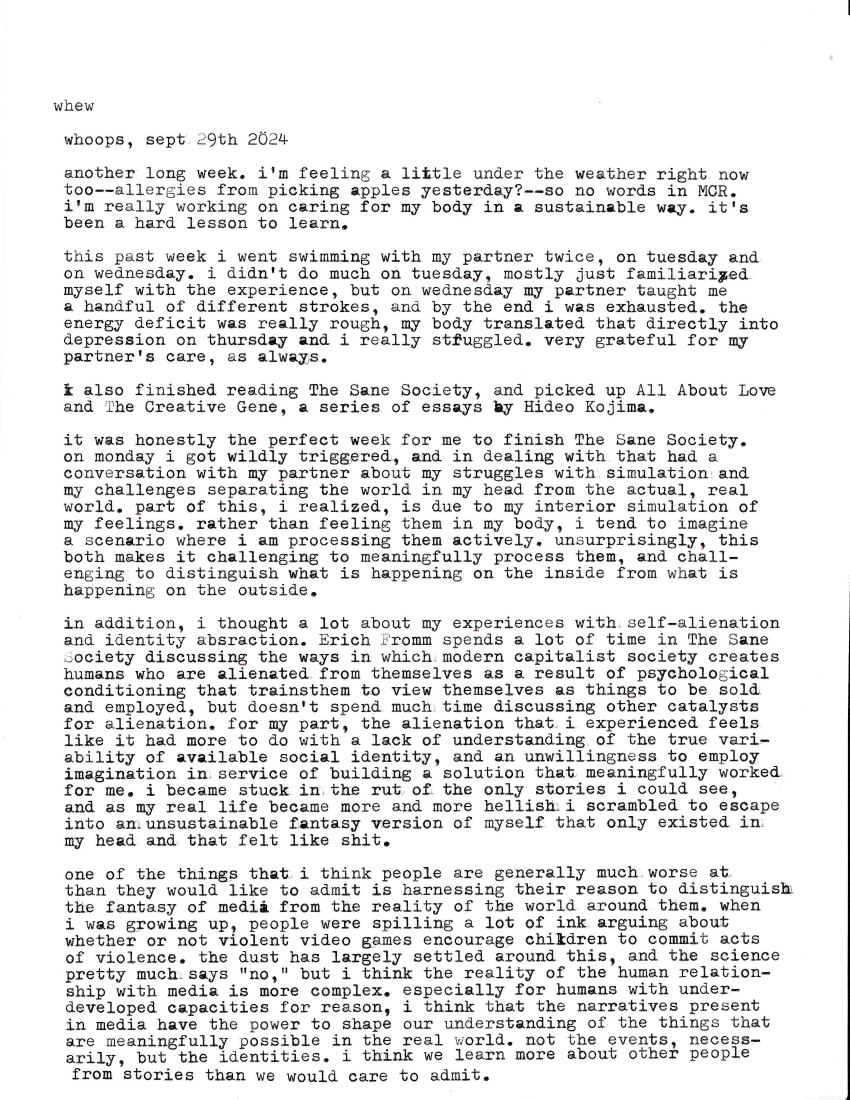 whew
whoops, sept 29th 2024
another long week. i'm feeling a little under the weather right now
too--allergies from picking apples yesterday?--so no words in MCR.
i'm really working on caring for my body in a sustainable way. it's
been a hard lesson to learn.
this past week i went swimming with my partner twice, on tuesday and
on wednesday. i didn't do much on tuesday, mostly just familiarized
myself with the experience, but on wednesday my partner taught me
a handful of different strokes, and by the end i was exhausted. the
energy deficit was really rough, my body translated that directly into
depression on thursday and i really struggled. very grateful for my
partner's care, as always.
i also finished reading The Sane Society, and picked up All About Love
and The Creative Gene, a series of essays by Hideo Kojima.
it was honestly the perfect week for me to finish The Sane Society.
on monday i got wildly triggered, and in dealing with that had a
conversation with my partner about my struggles with simulation and
my challenges separating the world in my head from the actual, real
world. part of this, i realized, is due to my interior simulation of
my feelings. rather than feeling them in my body, i tend to imagine
a scenario where i am processing them actively. unsurprisingly, this
both makes it challenging to meaningfully process them, and chall-
enging to distinguish what is happening on the inside from what is
happening on the outside.
in addition, i thought a lot about my experiences with self-alienation
and identity absraction. Erich Fromm spends a lot of time in The Sane
Society discussing the ways in which modern capitalist society creates
humans who are alienated from themselves as a result of psychological
conditioning that trainsthem to view themselves as things to be sold
and employed, but doesn't spend much time discussing other catalysts
for alienation. for my part, the alienation that i experienced feels
like it had more to do with a lack of understanding of the true vari-
ability of available social identity, and an unwillingness to employ
imagination in service of building a solution that meaningfully worked
for me. i became stuck in the rut of the only stories i could see,
and as my real life became more and more hellish i scrambled to escape
into an unsustainable fantasy version of myself that only existed in
my head and that felt like shit.
one of the things that i think people are generally much worse at
than they would like to admit is harnessing their reason to distinguish
the fantasy of media from the reality of the world around them. when
i was growing up, people were spilling a lot of ink arguing about
whether or not violent video games encourage children to commit acts
of violence. the dust has largely settled around this, and the science
pretty much says "no," but i think the reality of the human relation-
ship with media is more complex. especially for humans with under-
developed capacities for reason, i think that the narratives present
in media have the power to shape our understanding of the things that
are meaningfully possible in the real world. not the events, necess-
arily, but the identities. i think we learn more about other people
from stories than we would care to admit.